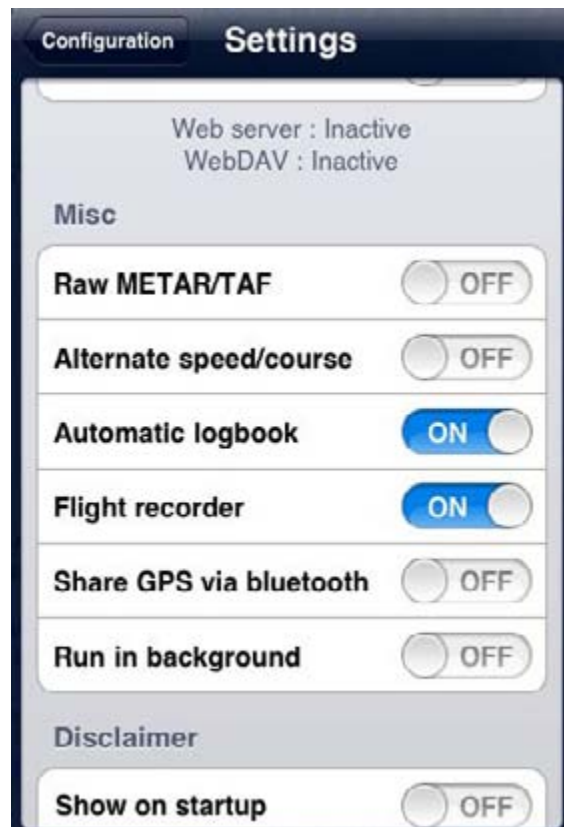 Configuration Settings
Web server : Inactive
WebDAV : Inactive
Misc
Raw METAR/TAF OFF
Alternate speed/course OFF
Automatic logbook ON
Flight recorder ON
Share GPS via bluetooth OFF
Run in background OFF
Disclaimer
Show on startup OFF